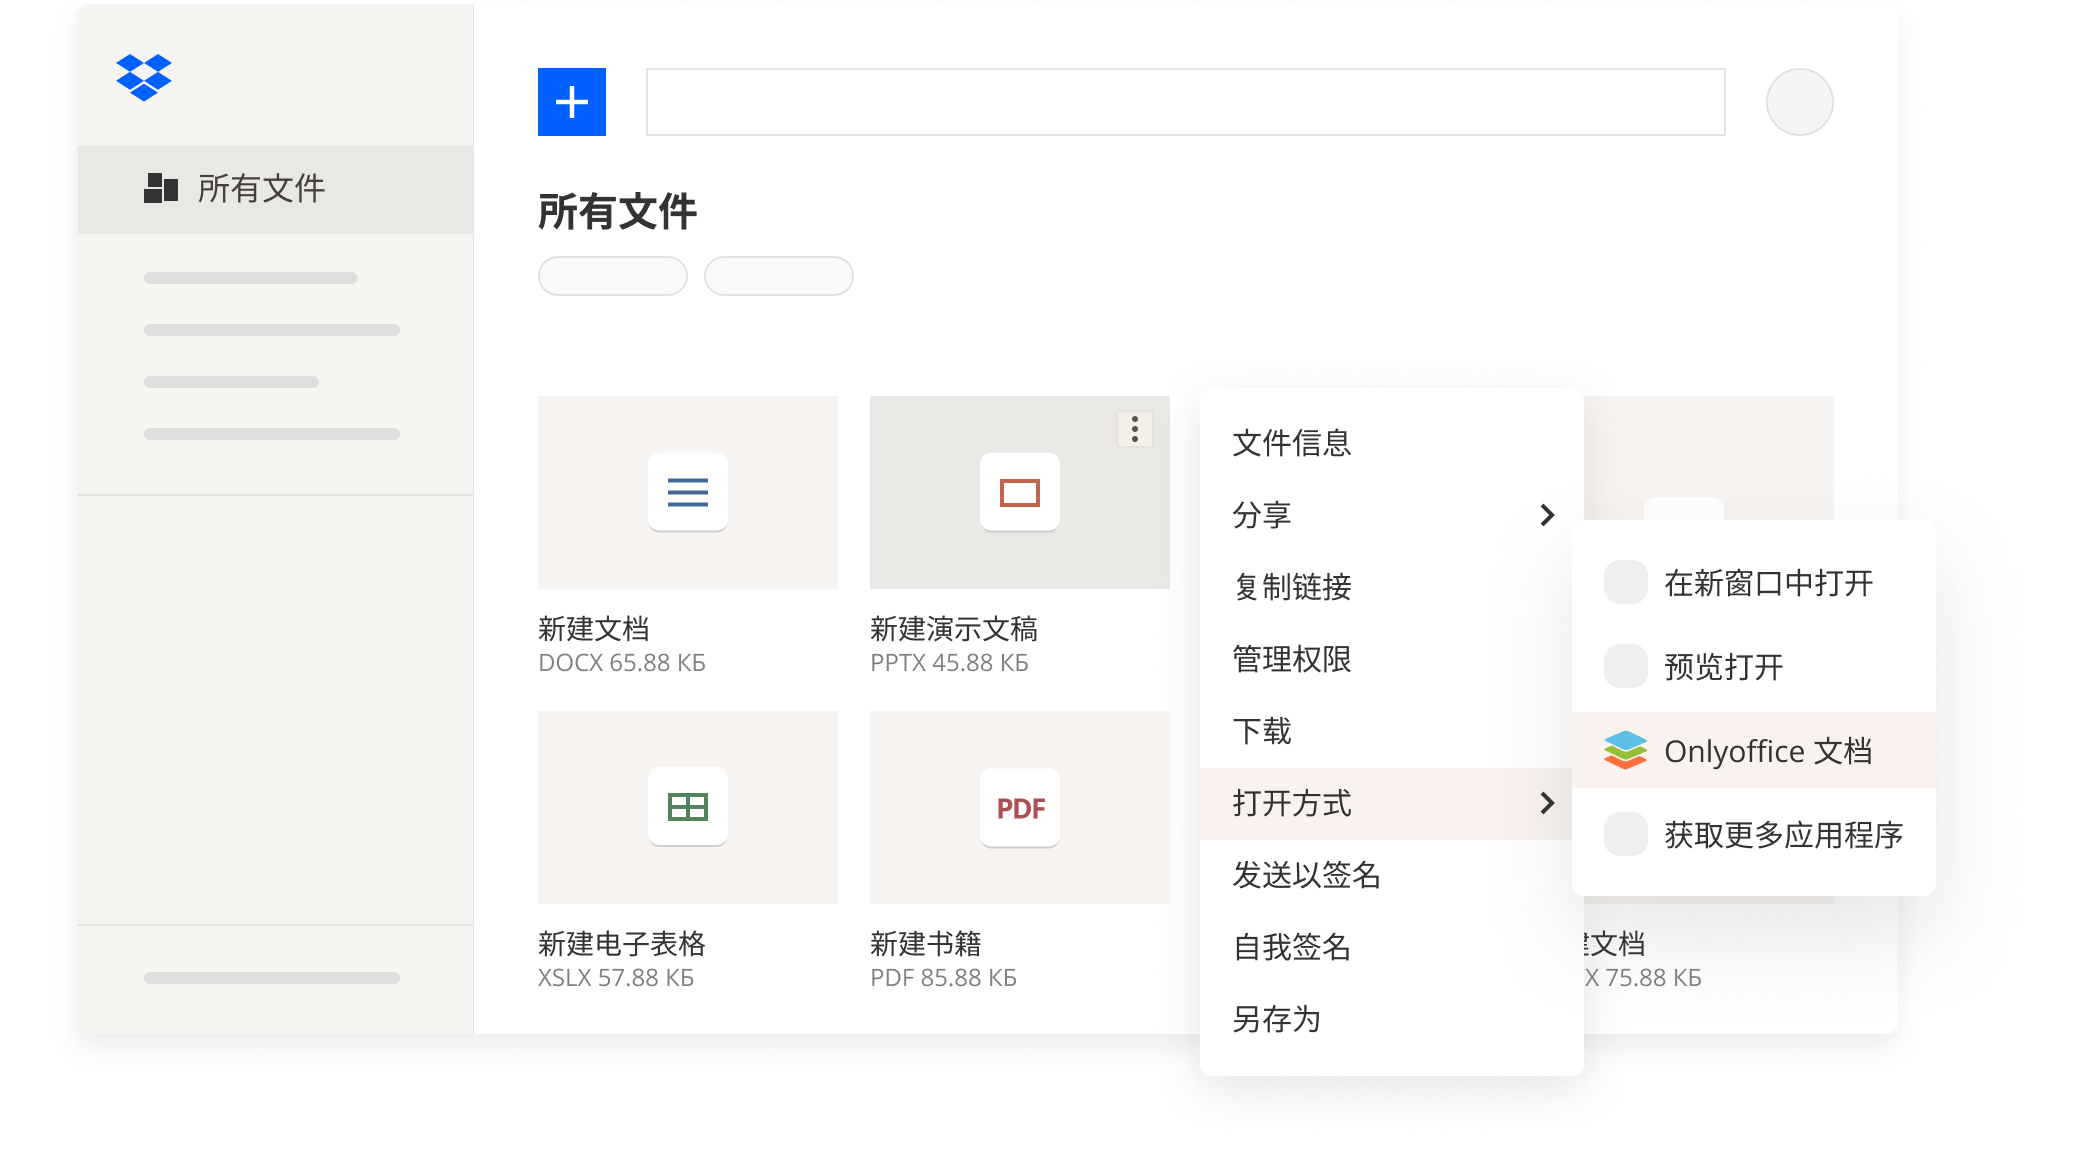 所有文件
所有文件
新建文档
DOCX 65.88 КБ
新建演示文稿
PPTX 45.88 КБ
新建电子表格
XSLX 57.88 КБ
PDF
新建书籍
PDF 85.88 КБ
文件信息
分享
复制链接
管理权限
下载
打开方式
发送以签名
自我签名
另存为
在新窗口中打开
预览打开
Onlyoffice 文档
获取更多应用程序
文档
X 75.88 КБ